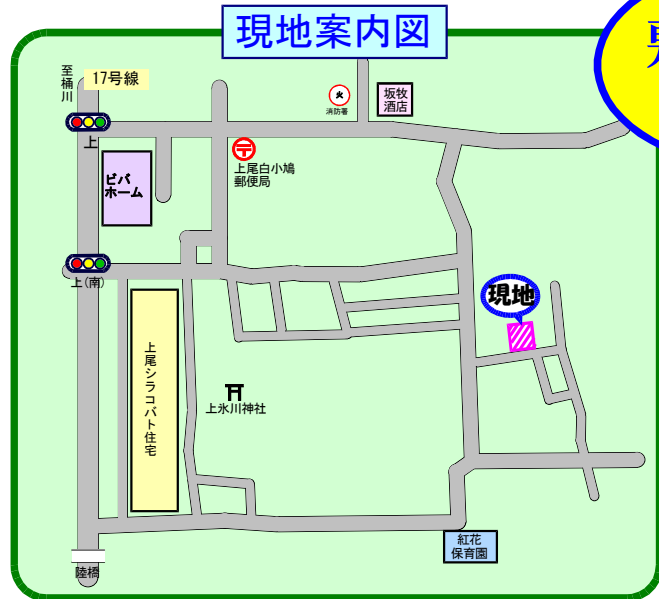 現地案内図
至桶川
17号線
上
ビバ
ホーム
火
消防署
坂牧
酒店
上尾白小鳩
郵便局
上(南)
現地
上尾シラコバト住宅
上氷川神社
紅花
保育園
陸橋